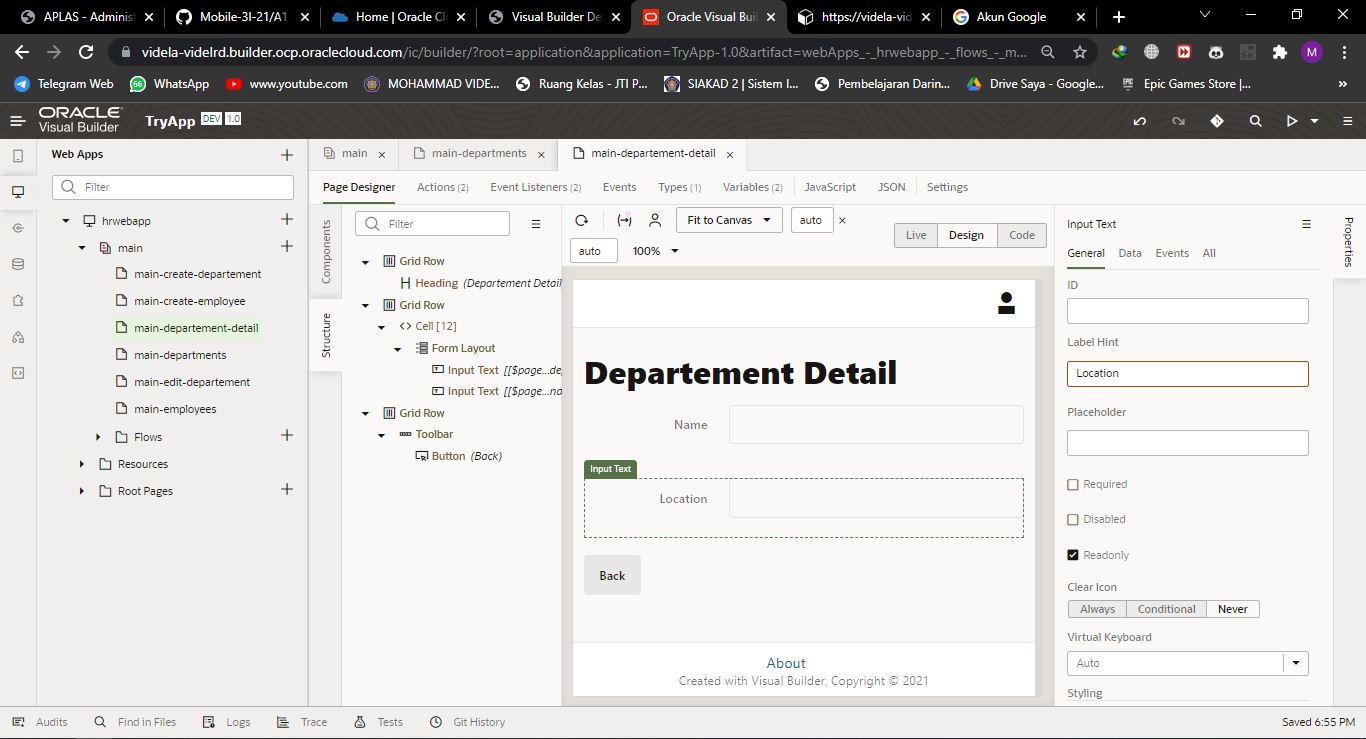 APLAS - Adminis
Mobile-3I-21/A1
Home | Oracle Cl
Visual Builder De
Oracle Visual Bui
https://videla-vid
Akun Google
videla-videlrd.builder.ocp.oraclecloud.com/ic/builder/?root=application&application=TryApp-1.0&artifact=webApps_-_hrwebapp_-_flows_-_m...
M
Telegram Web
WhatsApp
www.youtube.com
MOHAMMAD VIDE...
Ruang Kelas - JTI P...
SIAKAD 2 | Sistem I...
Pembelajaran Darin...
Drive Saya - Google...
Epic Games Store |...
ORACLE
Visual Builder
TryApp
DEV
1.0
Web Apps
Filter
hrwebapp
main
main-create-departement
main-create-employee
main-departement-detail
main-departments
main-edit-departement
main-employees
Flows
Resources
Root Pages
main
main-departments
main-departement-detail
Page Designer
Actions (2)
Event Listeners (2)
Events
Types (1)
Variables (2)
JavaScript
JSON
Settings
Components
Structure
Filter
Grid Row
Heading (Departement Detail
Grid Row
Cell [12]
Form Layout
Input Text [[$page...de
Input Text [[$page...no
Grid Row
Toolbar
Button (Back)
Fit to Canvas
auto
auto
100%
Live
Design
Code
Departement Detail
Name
Input Text
Location
Back
About
Created with Visual Builder, Copyright © 2021
Input Text
General
Data
Events
All
ID
Label Hint
Location
Placeholder
Required
Disabled
Readonly
Clear Icon
Always
Conditional
Never
Virtual Keyboard
Auto
Styling
Properties
Audits
Find in Files
Logs
Trace
Tests
Git History
Saved 6:55 PM